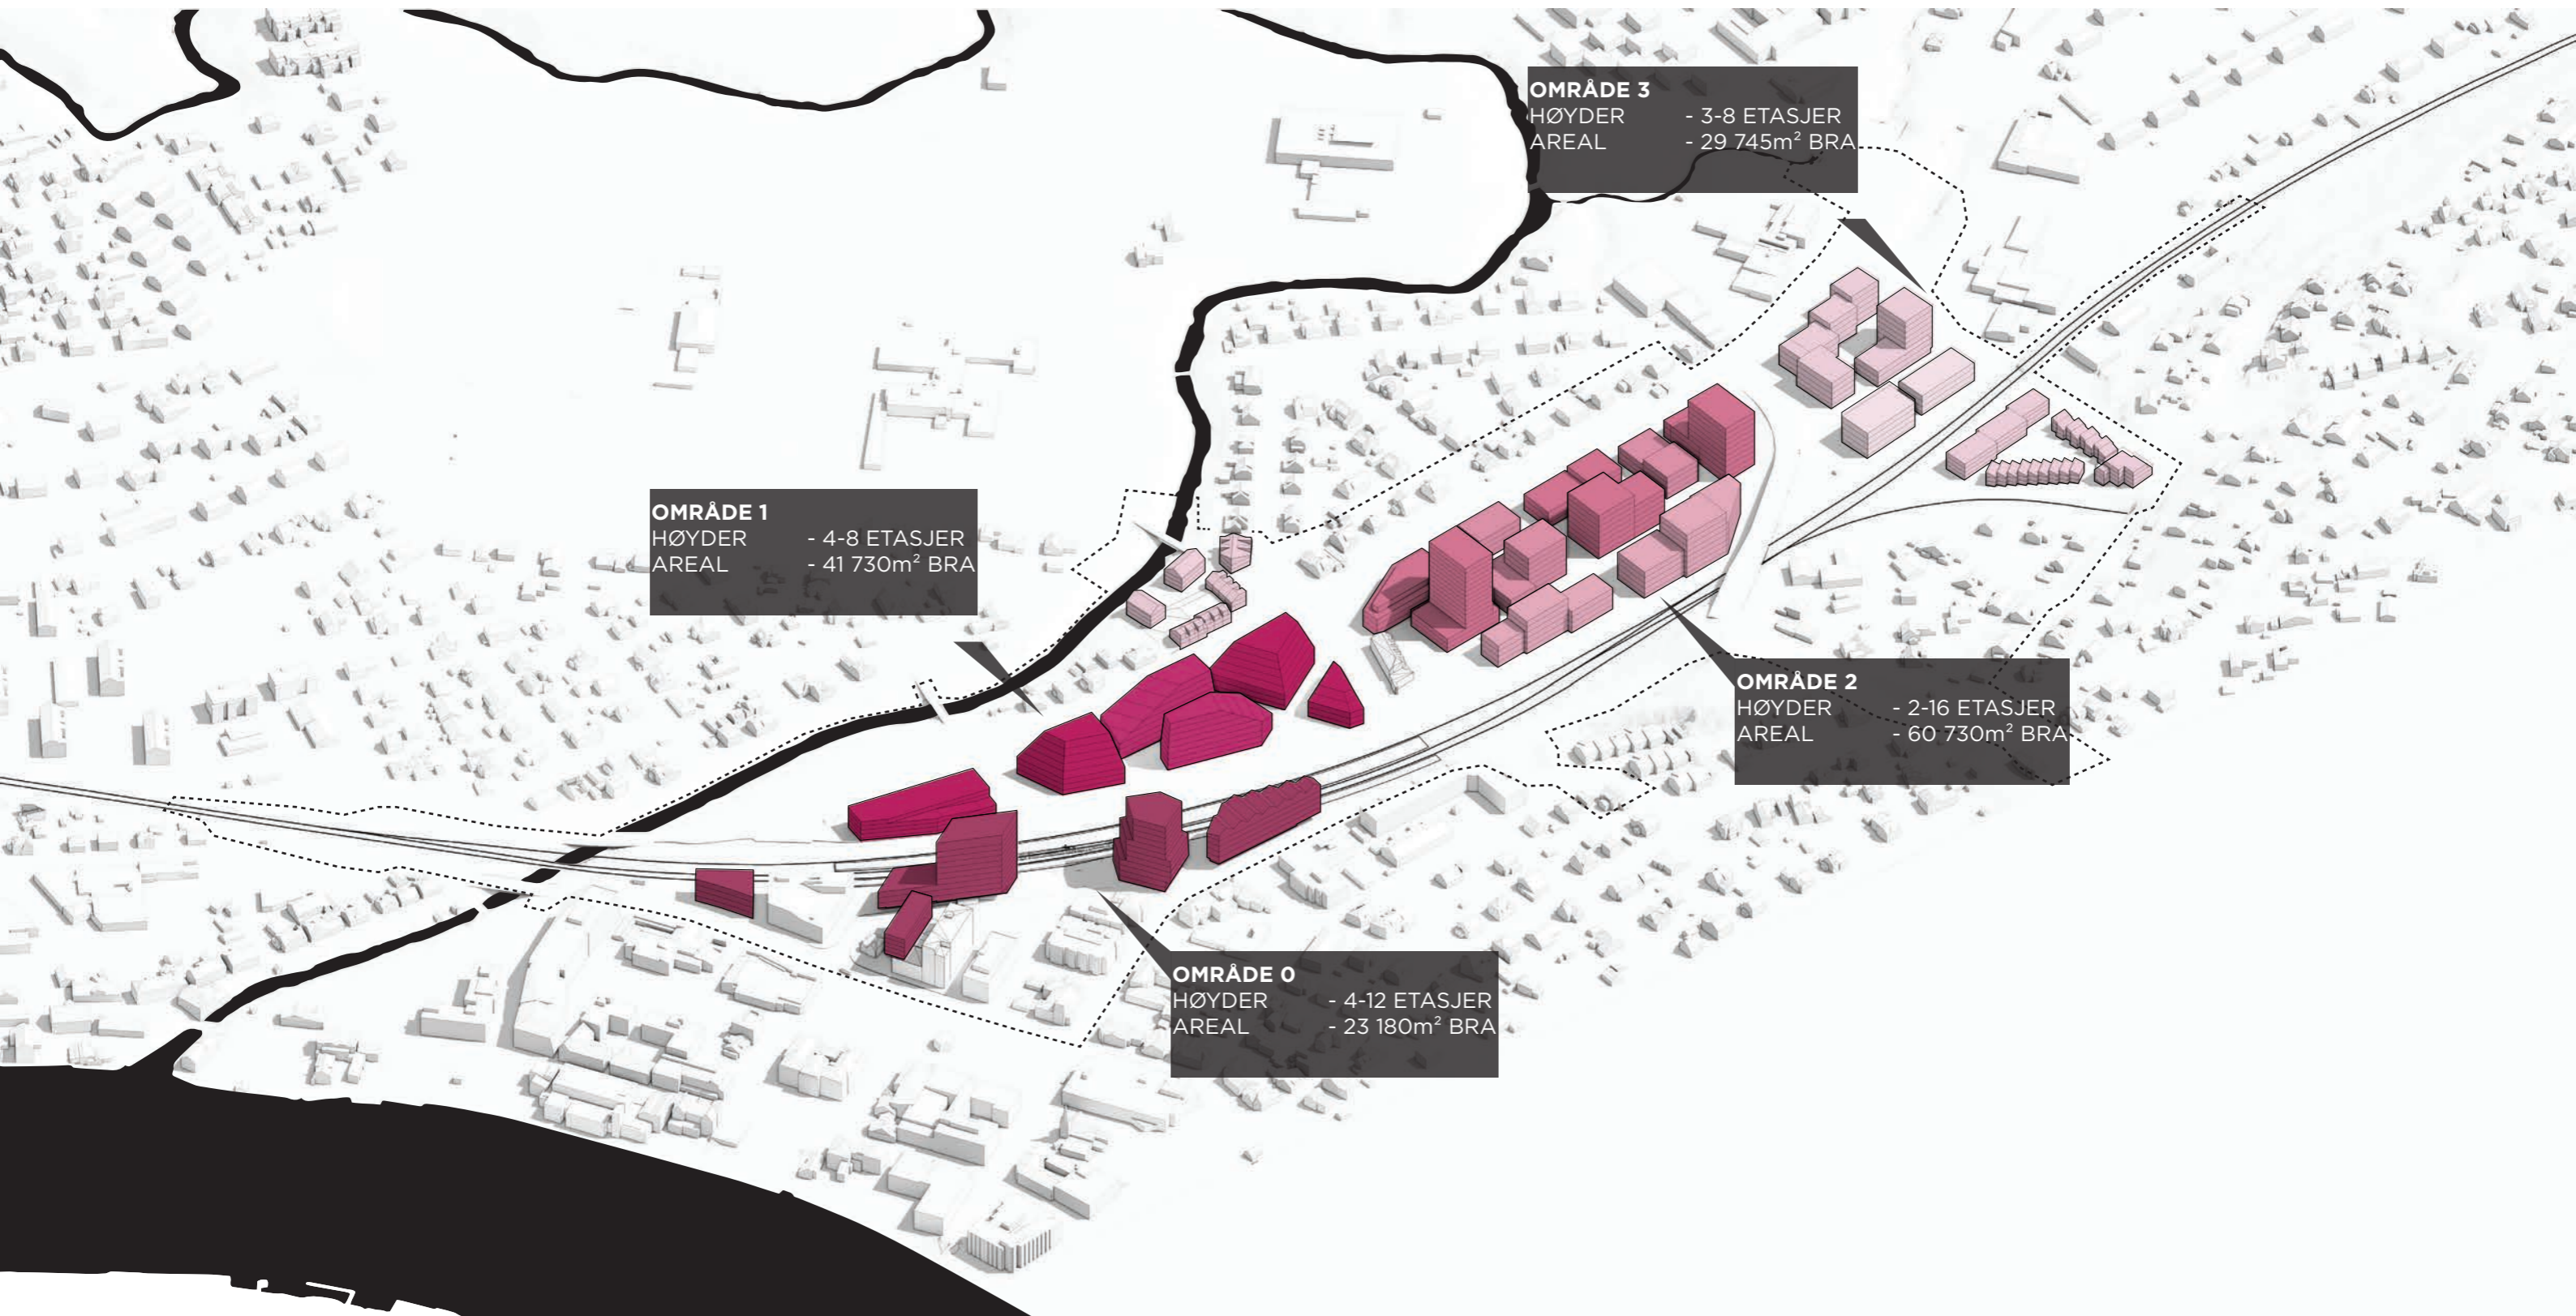 OMRÅDE 3
HØYDER - 3-8 ETASJER
AREAL - 29 745m² BRA
OMRÅDE 1
HØYDER - 4-8 ETASJER
AREAL - 41 730m² BRA
OMRÅDE 2
HØYDER - 2-16 ETASJER
AREAL - 60 730m² BRA
OMRÅDE 0
HØYDER - 4-12 ETASJER
AREAL - 23 180m² BRA